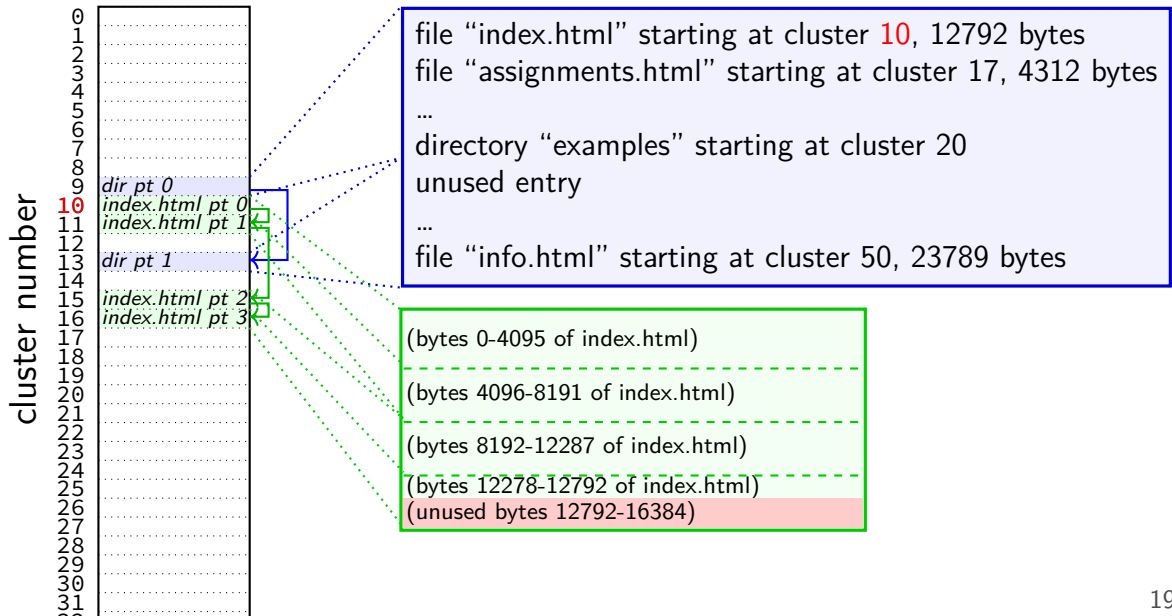 cluster number
0
1
2
3
4
5
6
7
8
9
10
11
12
13
14
15
16
17
18
19
20
21
22
23
24
25
26
27
28
29
30
31
dir pt 0
index.html pt 0
index.html pt 1
dir pt 1
index.html pt 2
index.html pt 3
file “index.html” starting at cluster 10, 12792 bytes
file “assignments.html” starting at cluster 17, 4312 bytes
...
directory “examples” starting at cluster 20
unused entry
...
file “info.html” starting at cluster 50, 23789 bytes
(bytes 0-4095 of index.html)
(bytes 4096-8191 of index.html)
(bytes 8192-12287 of index.html)
(bytes 12278-12792 of index.html)
(unused bytes 12792-16384)
19